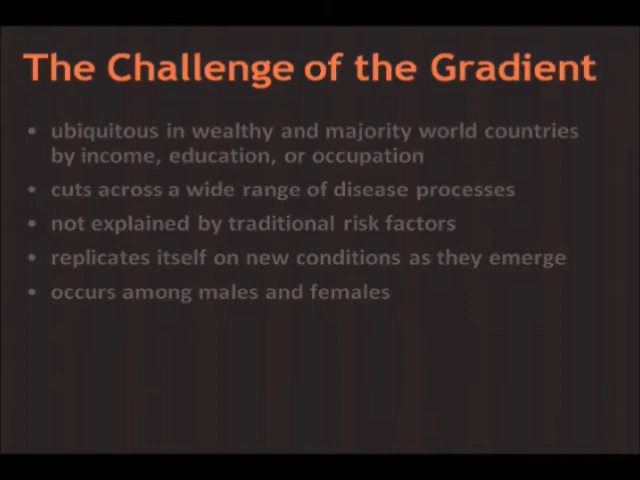 The Challenge of the Gradient
• ubiquitous in wealthy and majority world countries
by income, education, or occupation
• cuts across a wide range of disease processes
• not explained by traditional risk factors
• replicates itself on new conditions as they emerge
• occurs among males and females